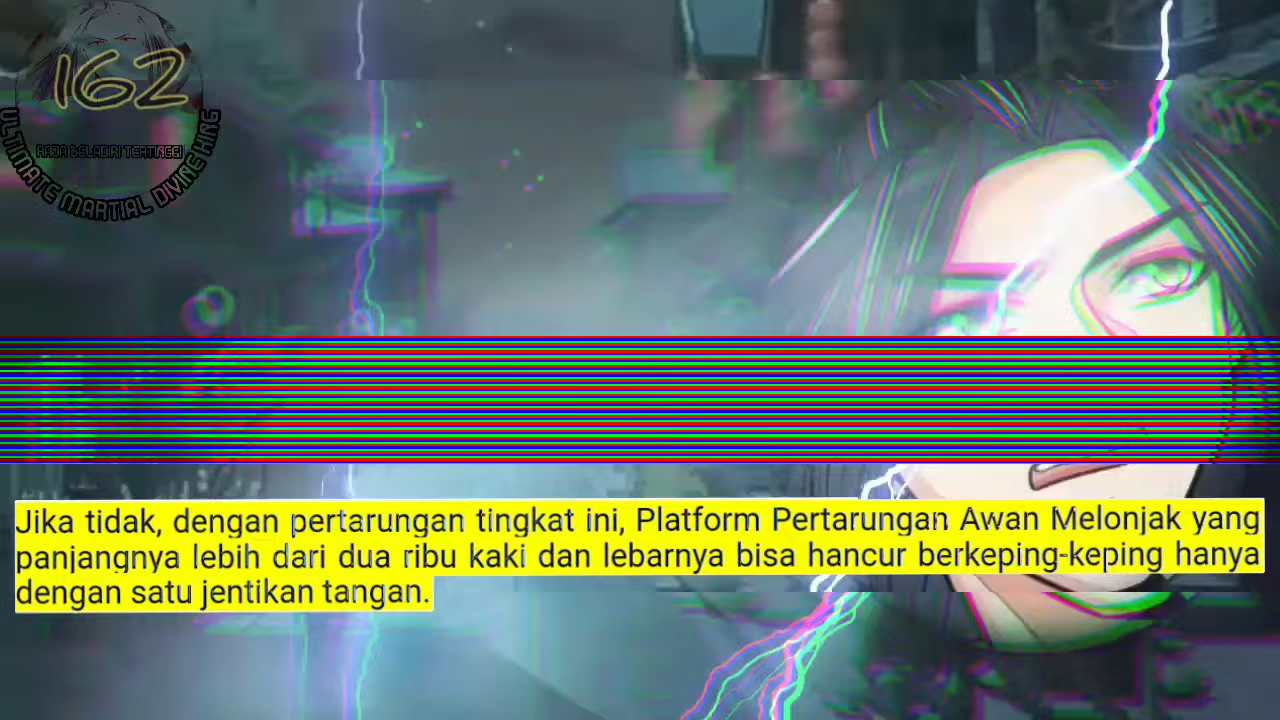 162
RAJA BELADIRI TERTINGGI
ULTIMATE MARTIAL DIVINE KING
Jika tidak, dengan pertarungan tingkat ini, Platform Pertarungan Awan Melonjak yang
panjangnya lebih dari dua ribu kaki dan lebarnya bisa hancur berkeping-keping hanya
dengan satu jentikan tangan.